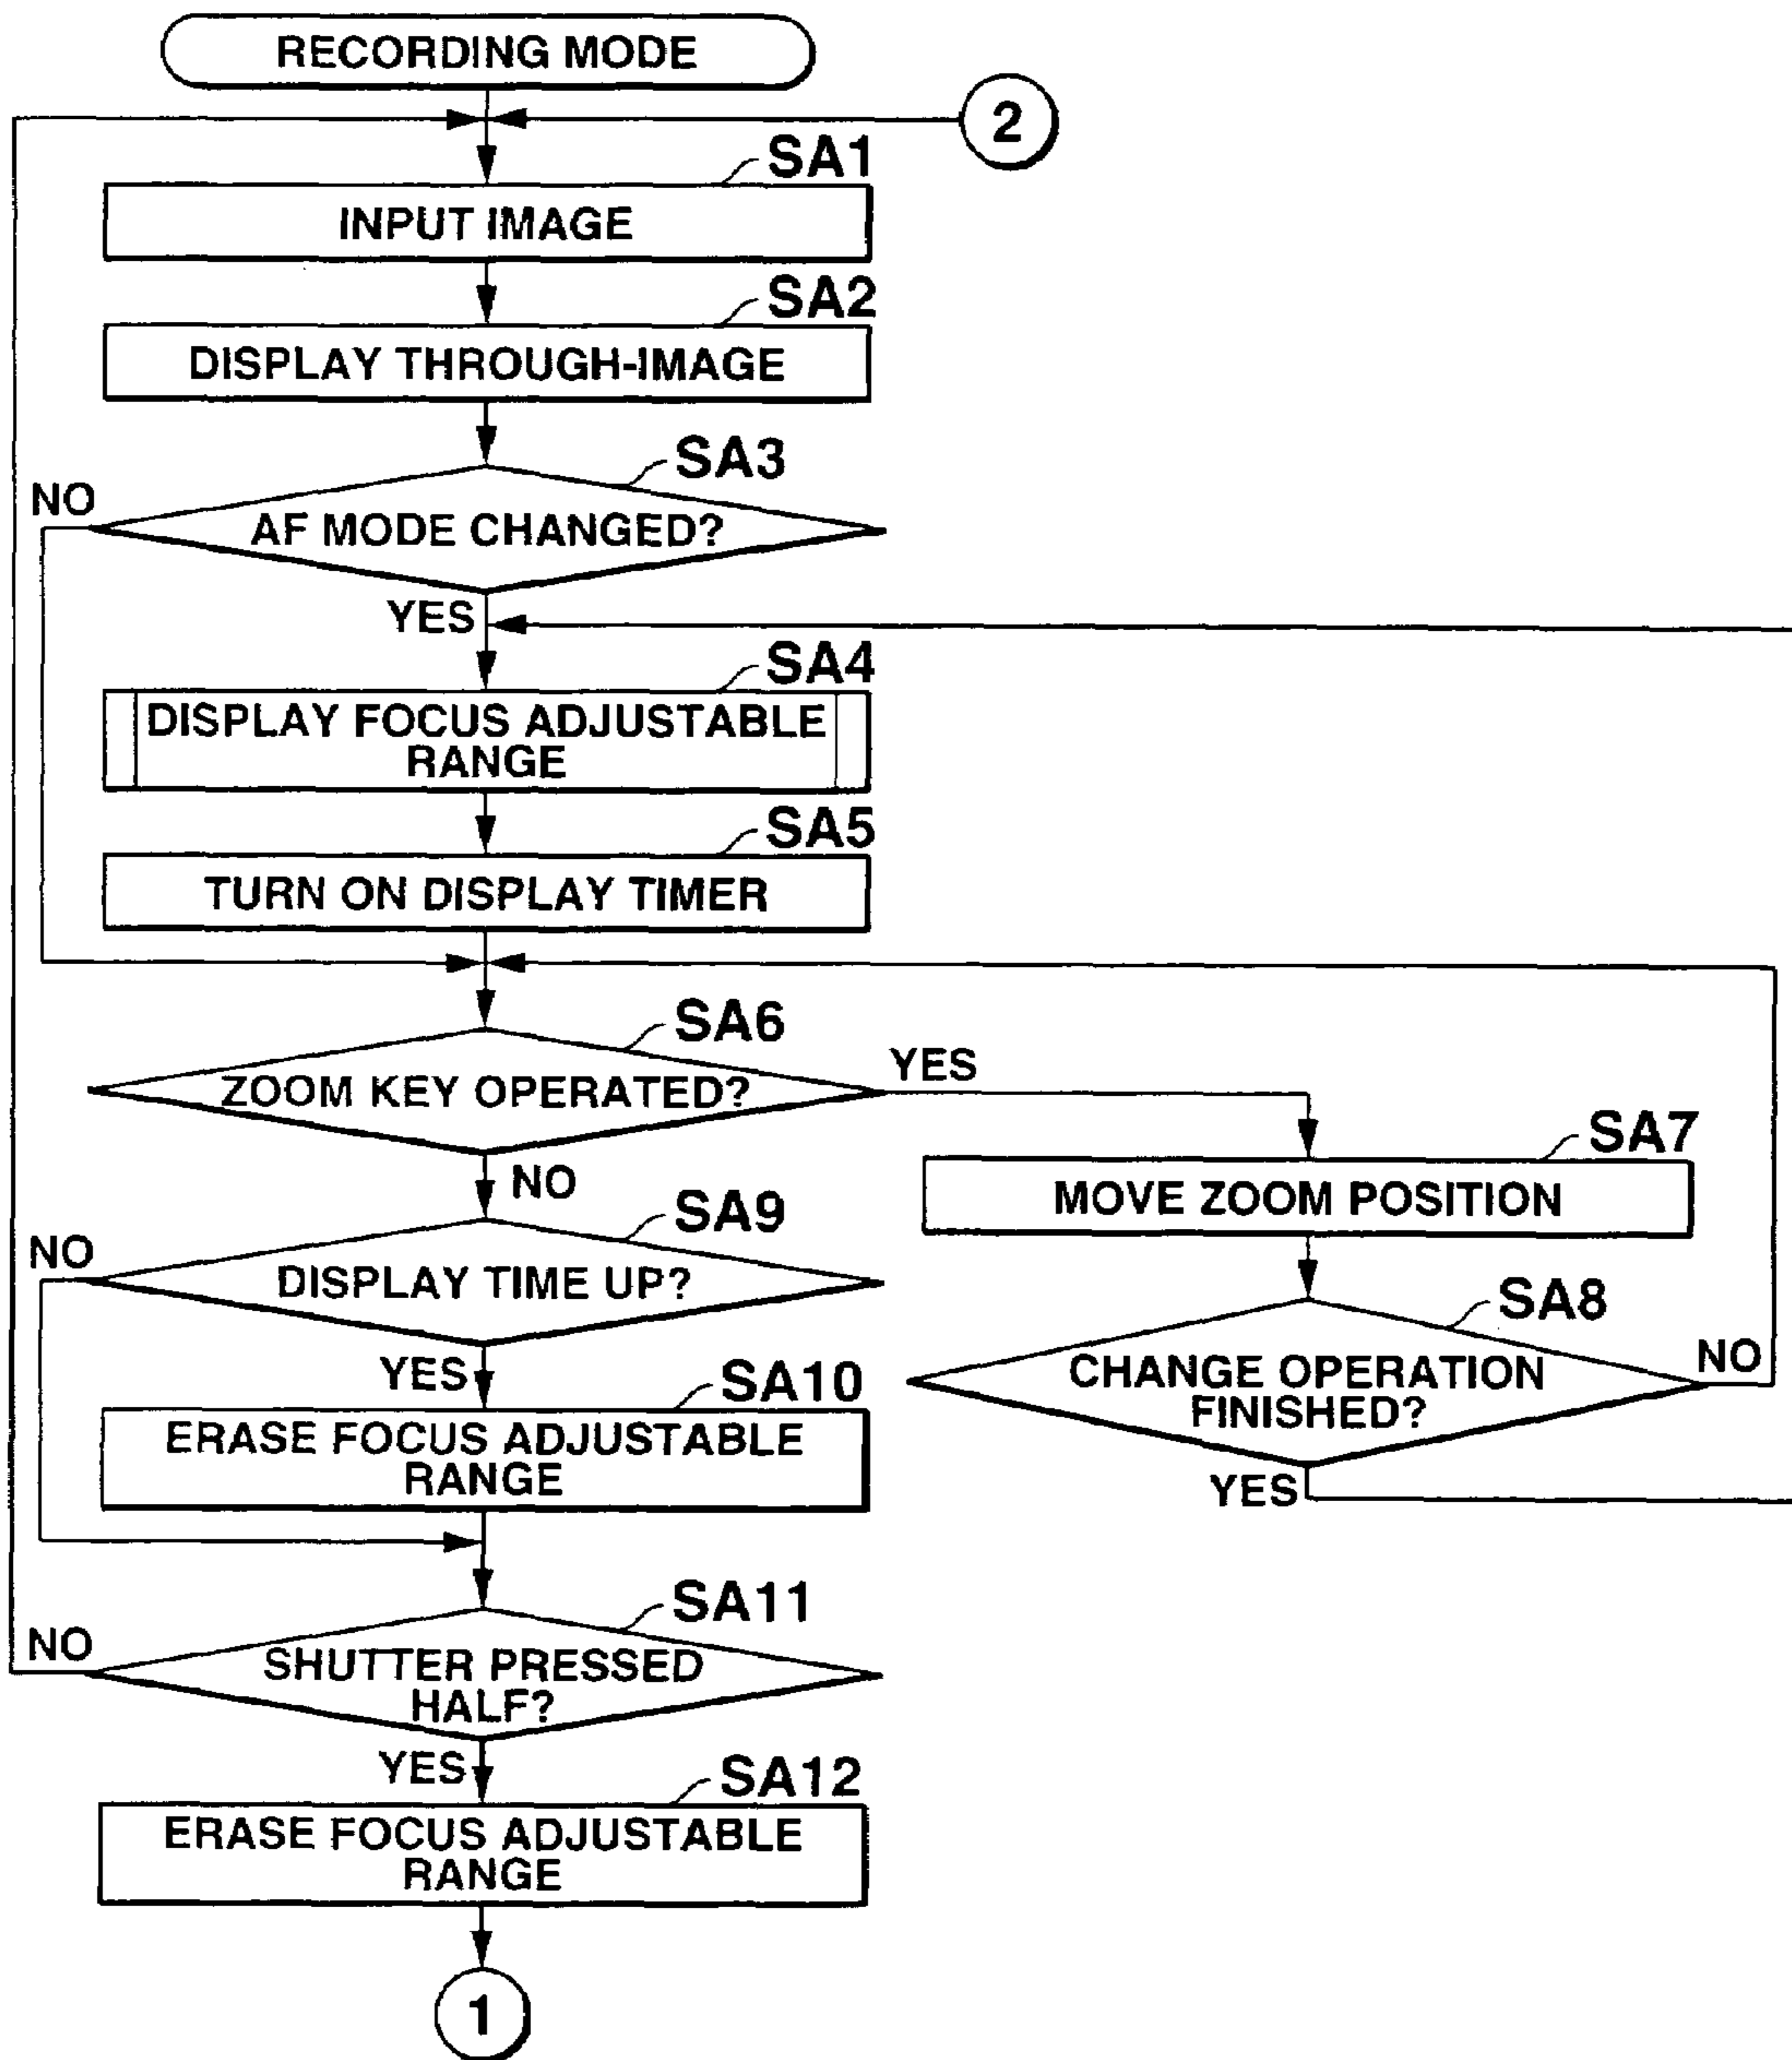 RECORDING MODE
2
SA1
INPUT IMAGE
SA2
DISPLAY THROUGH-IMAGE
SA3
NO
AF MODE CHANGED?
YES
SA4
DISPLAY FOCUS ADJUSTABLE
RANGE
SA5
TURN ON DISPLAY TIMER
SA6
YES
ZOOM KEY OPERATED?
SA7
NO
MOVE ZOOM POSITION
SA9
NO
DISPLAY TIME UP?
SA8
NO
CHANGE OPERATION
FINISHED?
YES
YES
SA10
ERASE FOCUS ADJUSTABLE
RANGE
SA11
NO
SHUTTER PRESSED
HALF?
YES
SA12
ERASE FOCUS ADJUSTABLE
RANGE
1